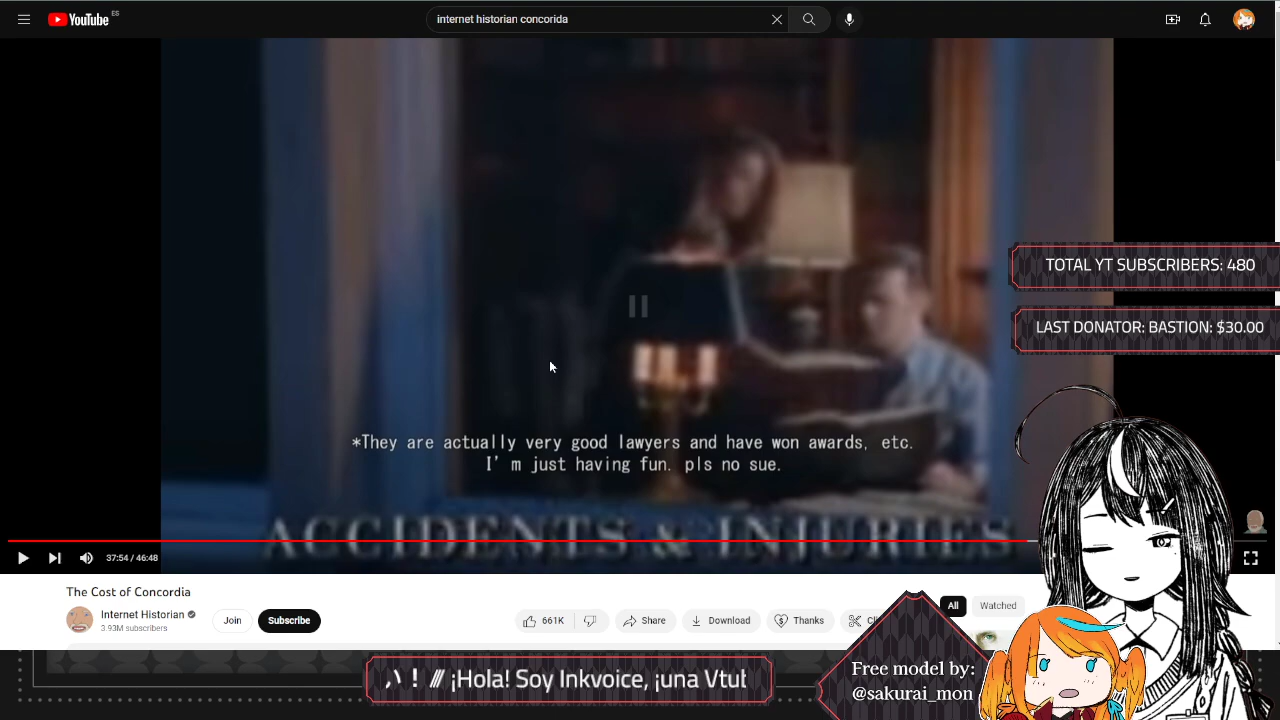 YouTube ES
internet historian concorida
TOTAL YT SUBSCRIBERS: 480
LAST DONATOR: BASTION: $30.00
*They are actually very good lawyers and have won awards, etc.
I'm just having fun. pls no sue.
ACCIDENTS & INJURIES
37:54 / 46:48
The Cost of Concordia
Internet Historian
3.93M subscribers
Join
Subscribe
661K
Share
Download
Thanks
All
Watched
! /// ¡Hola! Soy Inkvoice, ¡una Vtub
Free model by:
@sakurai_mon